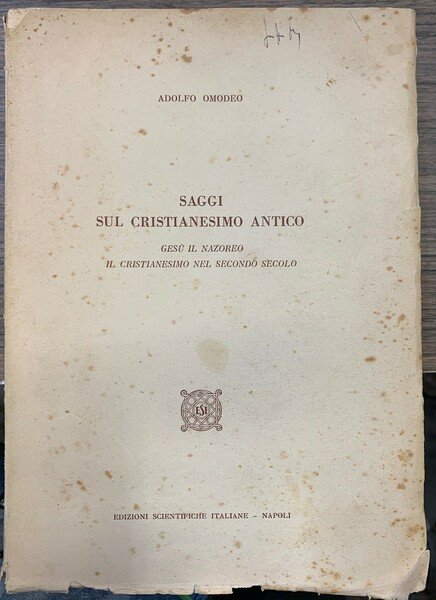 ADOLFO OMODEO
SAGGI
SUL CRISTIANESIMO ANTICO
GESÙ IL NAZOREO
IL CRISTIANESIMO NEL SECONDO SECOLO
ESI
EDIZIONI SCIENTIFICHE ITALIANE - NAPOLI